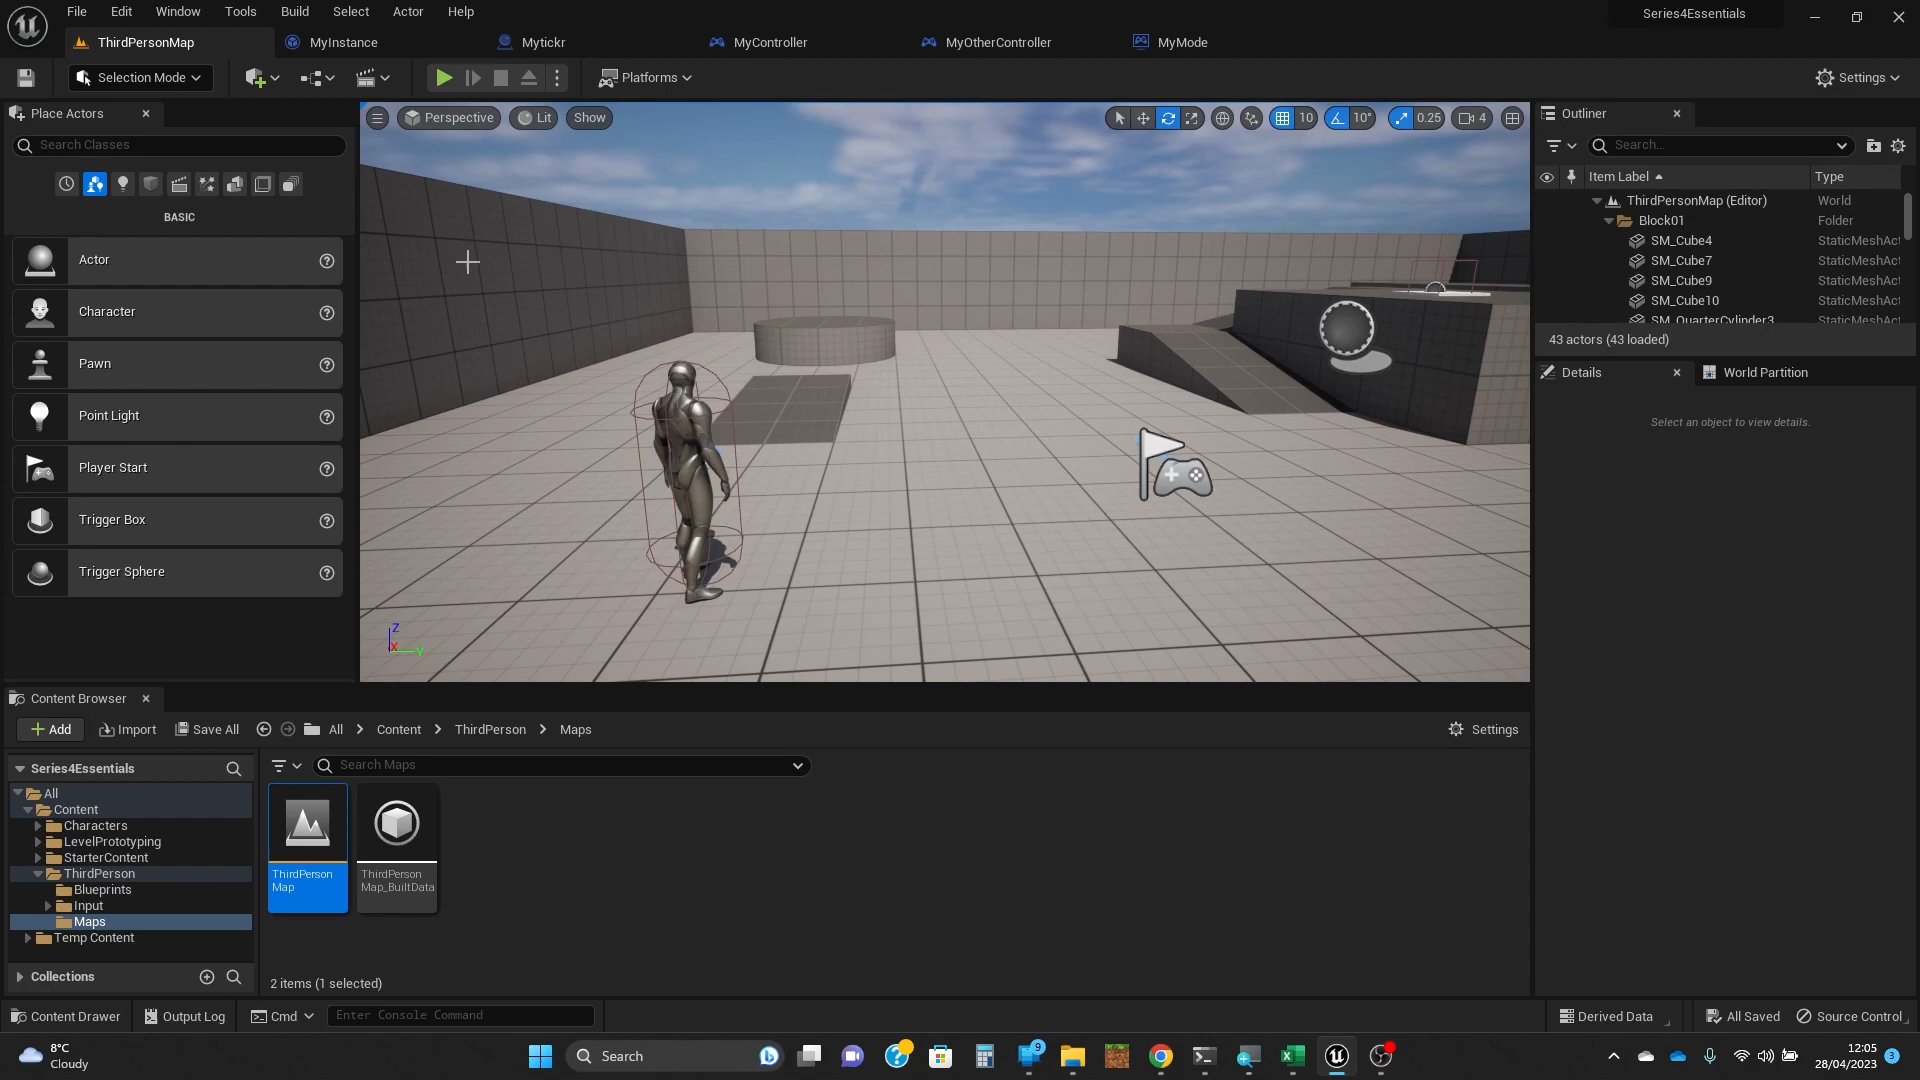 File Edit Window Tools Build Select Actor Help
Series4Essentials
ThirdPersonMap MyInstance Mytickr MyController MyOtherController MyMode
Selection Mode Platforms Settings
Place Actors
Search Classes
BASIC
Actor
Character
Pawn
Point Light
Player Start
Trigger Box
Trigger Sphere
Perspective Lit Show 10 10° 0.25 4
Z
X
Y
Outliner
Search...
Item Label Type
ThirdPersonMap (Editor) World
Block01 Folder
SM_Cube4 StaticMeshAct
SM_Cube7 StaticMeshAct
SM_Cube9 StaticMeshAct
SM_Cube10 StaticMeshAct
SM_QuarterCylinder3 StaticMeshAct
43 actors (43 loaded)
Details World Partition
Select an object to view details.
Content Browser
Add Import Save All All Content ThirdPerson Maps Settings
Series4Essentials
All
Content
Characters
LevelPrototyping
StarterContent
ThirdPerson
Blueprints
Input
Maps
Temp Content
Collections
Search Maps
ThirdPerson
Map
ThirdPerson
Map_BuiltData
2 items (1 selected)
Content Drawer Output Log Cmd Enter Console Command Derived Data All Saved Source Control
8°C
Cloudy
Search
9
12:05
28/04/2023
3